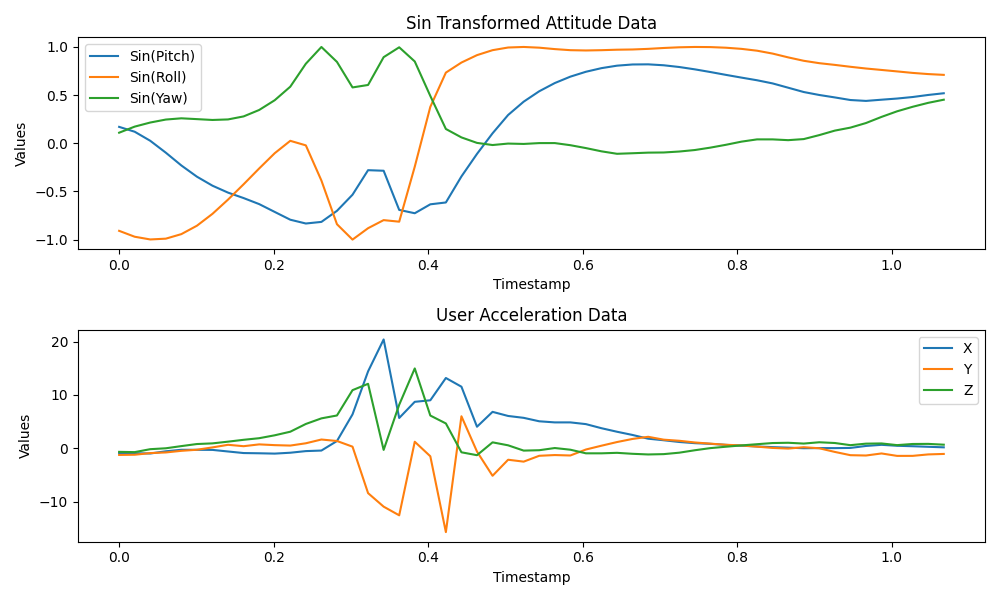 Sin Transformed Attitude Data
1.0
0.5
0.0
−0.5
−1.0
Values
Sin(Pitch)
Sin(Roll)
Sin(Yaw)
0.0 0.2 0.4 0.6 0.8 1.0
Timestamp
User Acceleration Data
20
10
0
−10
Values
X
Y
Z
0.0 0.2 0.4 0.6 0.8 1.0
Timestamp